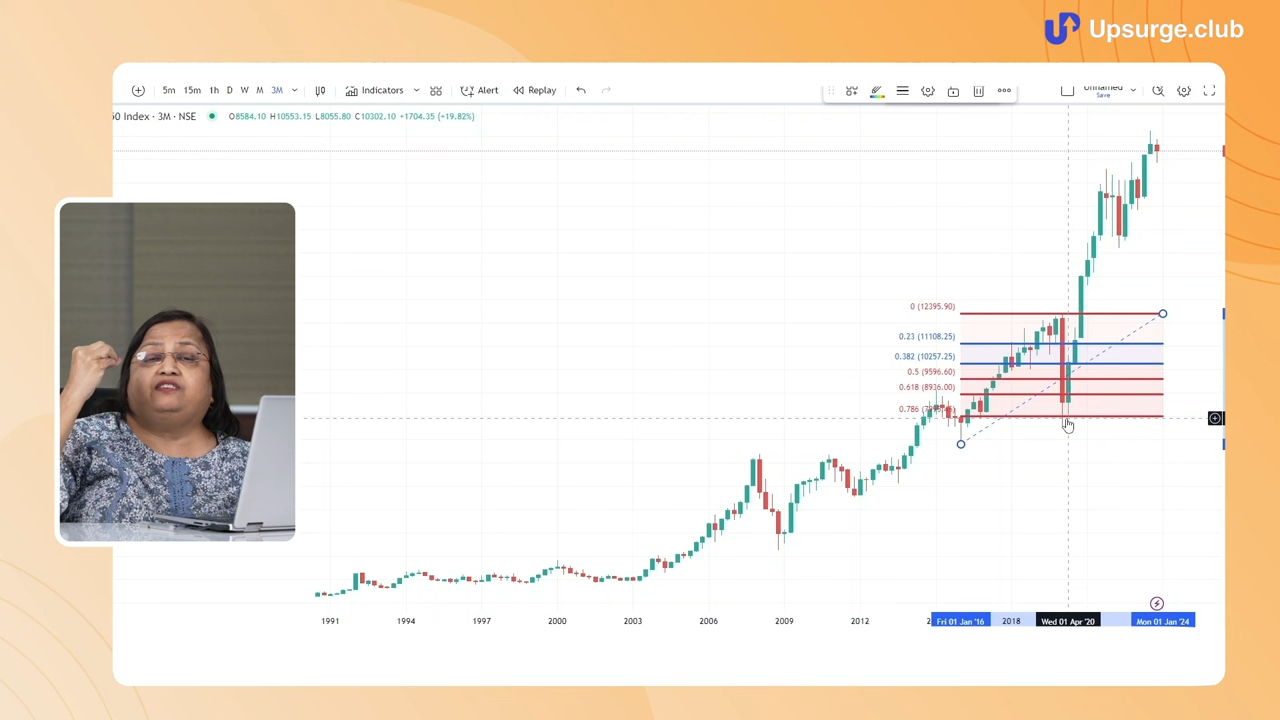 Upsurge.club
5m 15m 1h D W M 3M Indicators Alert Replay Unnamed
Save
50 Index · 3M · NSE O8584.10 H10553.15 L8055.80 C10302.10 +1704.35 (+19.82%)
0 (12395.90)
0.23 (11108.25)
0.382 (10257.25)
0.5 (9596.60)
0.618 (8936.00)
0.786
1991 1994 1997 2000 2003 2006 2009 2012 Fri 01 Jan '16 2018 Wed 01 Apr '20 Mon 01 Jan '24